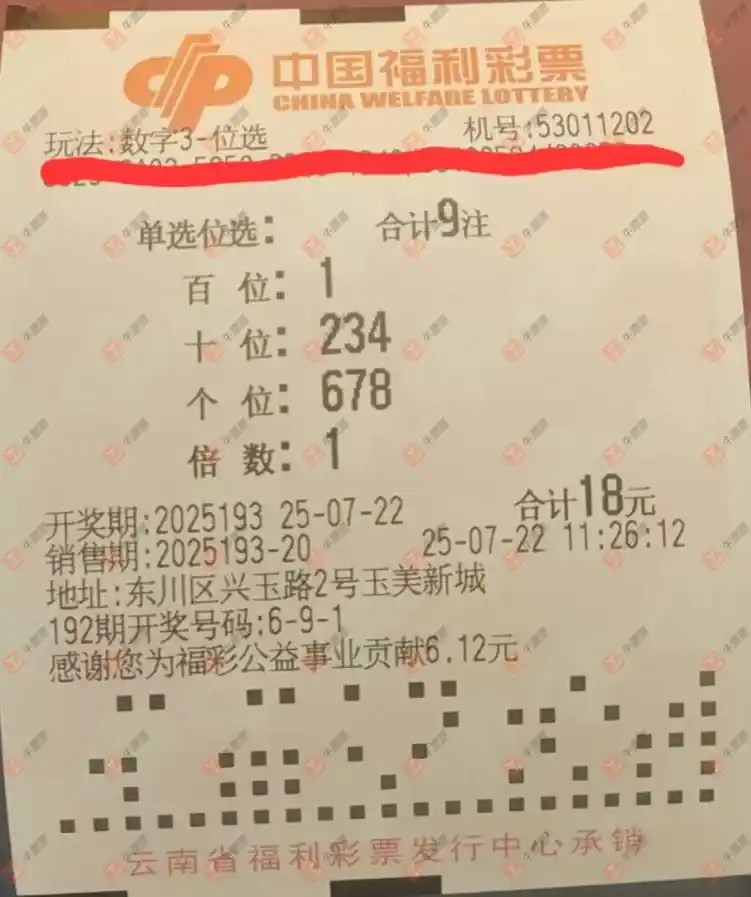 中国福利彩票
CHINA WELFARE LOTTERY
玩法:数字3-位选 机号:53011202
单选位选: 合计9注
百 位: 1
十 位: 234
个 位: 678
倍 数: 1
开奖期:2025193 25-07-22 合计18元
销售期:2025193-20 25-07-22 11:26:12
地址:东川区兴玉路2号玉美新城
192期开奖号码:6-9-1
感谢您为福彩公益事业贡献6.12元
云南省福利彩票发行中心承销